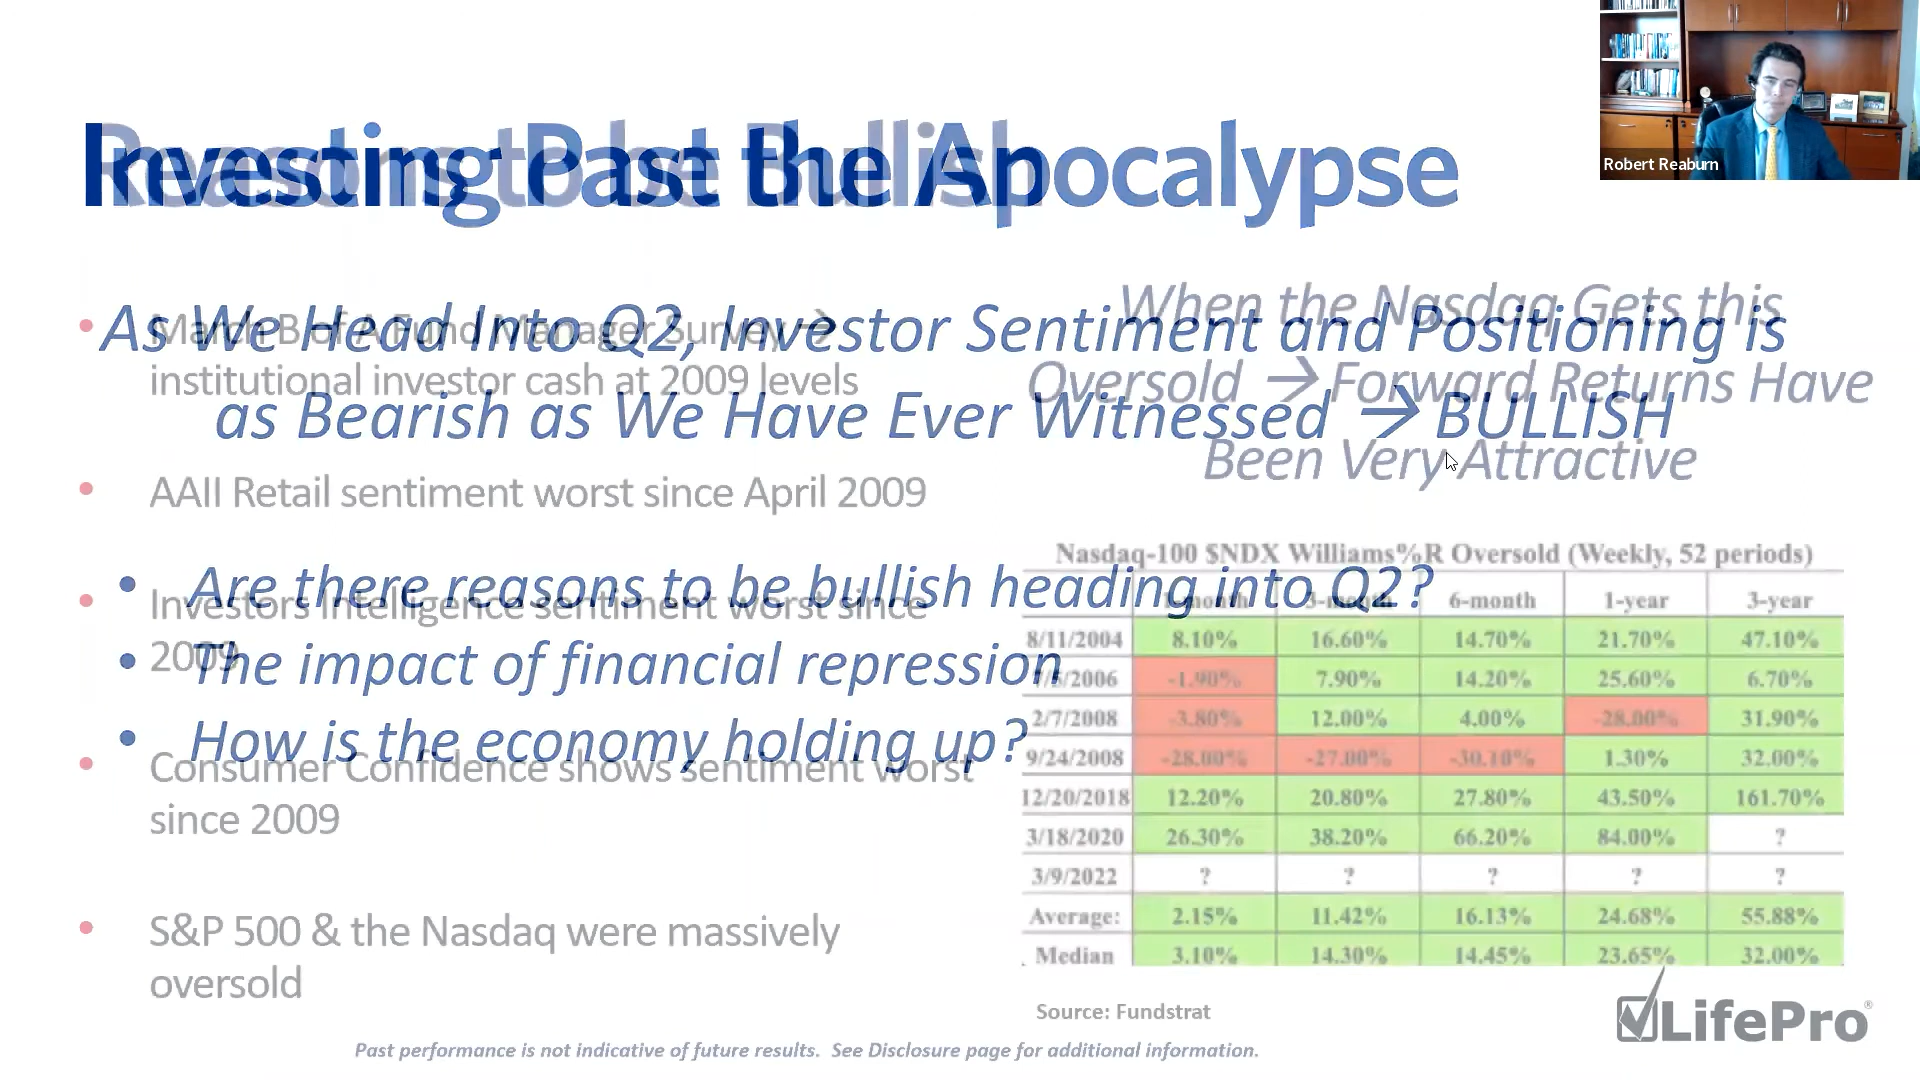 Investing Past the Apocalypse
Reasons to be Bullish
Robert Reaburn
As We Head Into Q2, Investor Sentiment and Positioning is
as Bearish as We Have Ever Witnessed → BULLISH
• Are there reasons to be bullish heading into Q2?
• The impact of financial repression
• How is the economy holding up?
• March B of A Fund Manager Survey →
institutional investor cash at 2009 levels
• AAII Retail sentiment worst since April 2009
• Investors Intelligence sentiment worst since
2009
• Consumer Confidence shows sentiment worst
since 2009
• S&P 500 & the Nasdaq were massively
oversold
When the Nasdaq Gets this
Oversold → Forward Returns Have
Been Very Attractive
Nasdaq-100 $NDX Williams%R Oversold (Weekly, 52 periods)
1-month 3-month 6-month 1-year 3-year
8/11/2004 8.10% 16.60% 14.70% 21.70% 47.10%
/2006 -1.90% 7.90% 14.20% 25.60% 6.70%
2/7/2008 -3.80% 12.00% 4.00% -28.00% 31.90%
9/24/2008 -28.00% -27.00% -30.10% 1.30% 32.00%
12/20/2018 12.20% 20.80% 27.80% 43.50% 161.70%
3/18/2020 26.30% 38.20% 66.20% 84.00% ?
3/9/2022 ? ? ? ? ?
Average: 2.15% 11.42% 16.13% 24.68% 55.88%
Median 3.10% 14.30% 14.45% 23.65% 32.00%
Source: Fundstrat
LifePro®
Past performance is not indicative of future results. See Disclosure page for additional information.